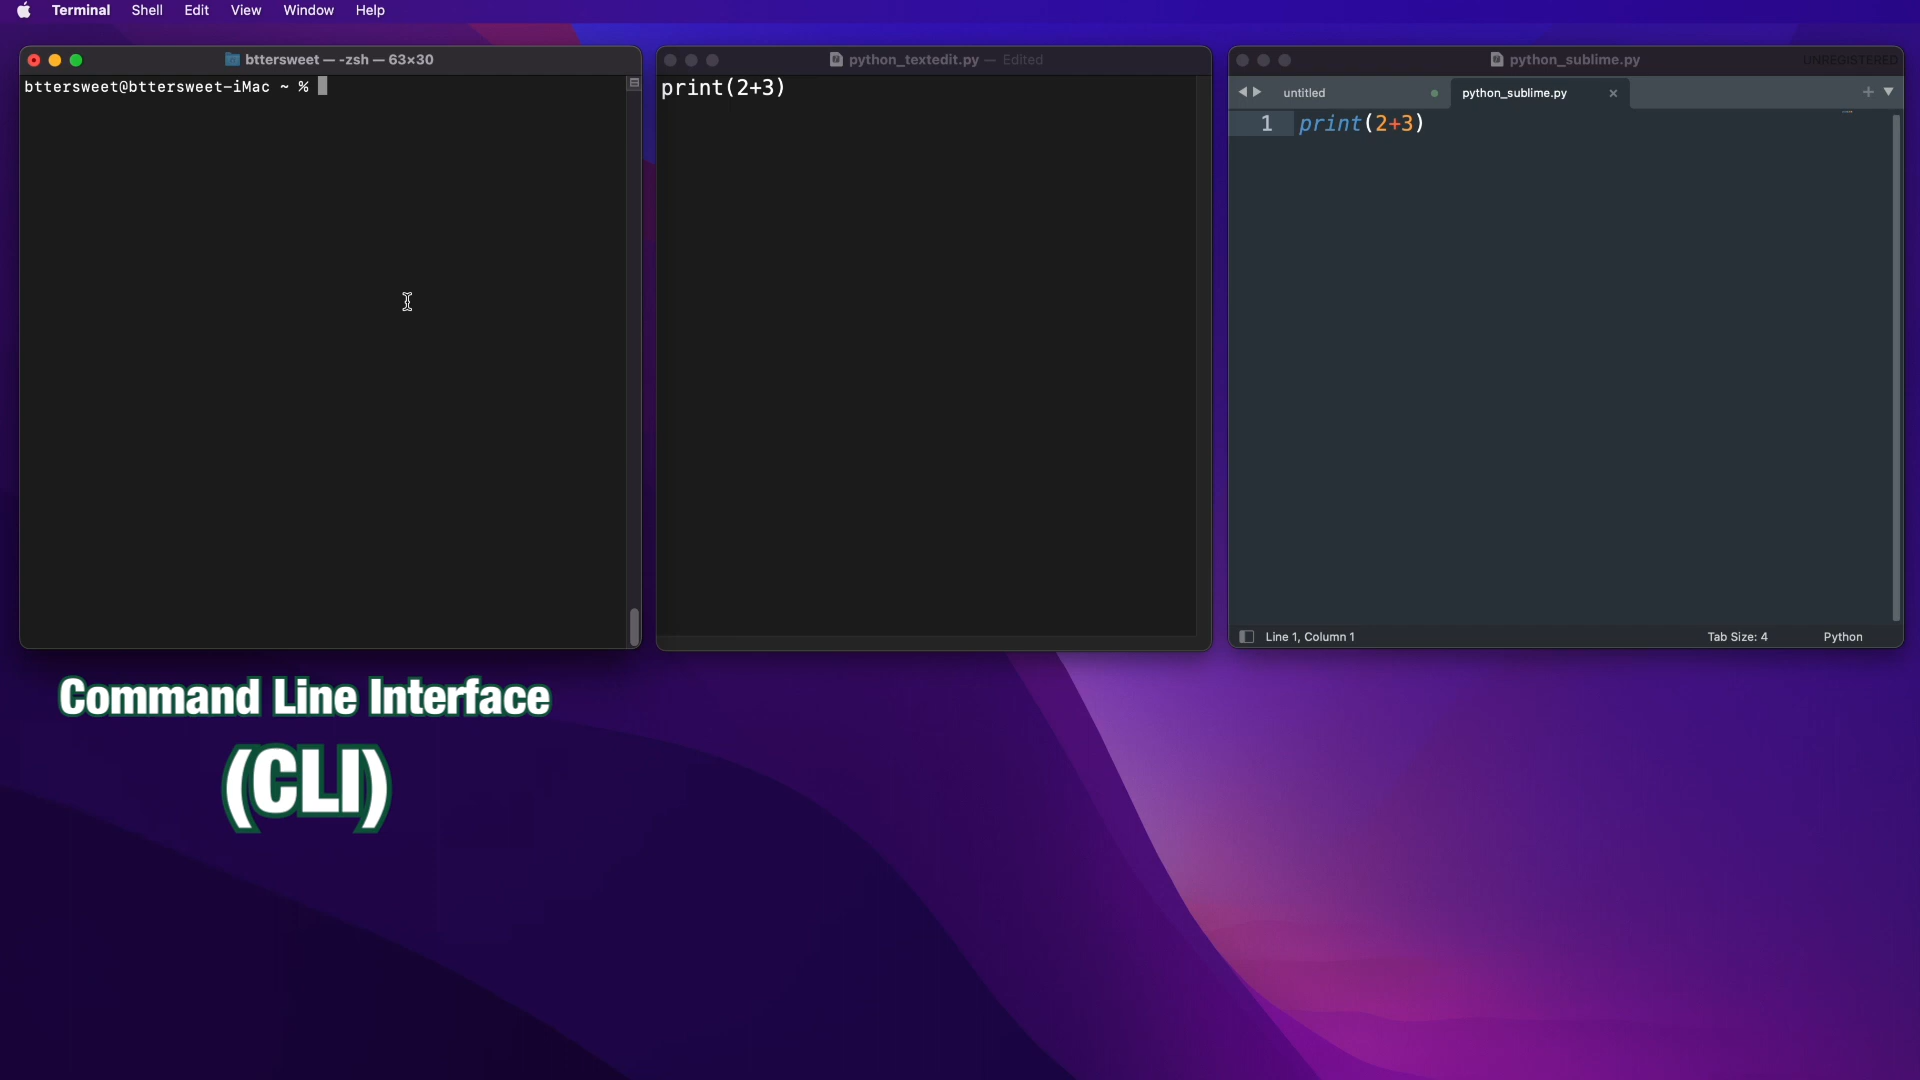 Terminal Shell Edit View Window Help
bttersweet — -zsh — 63×30
bttersweet@bttersweet-iMac ~ %
python_textedit.py — Edited
print(2+3)
python_sublime.py
UNREGISTERED
untitled
python_sublime.py
1 print(2+3)
Line 1, Column 1
Tab Size: 4
Python
Command Line Interface
(CLI)